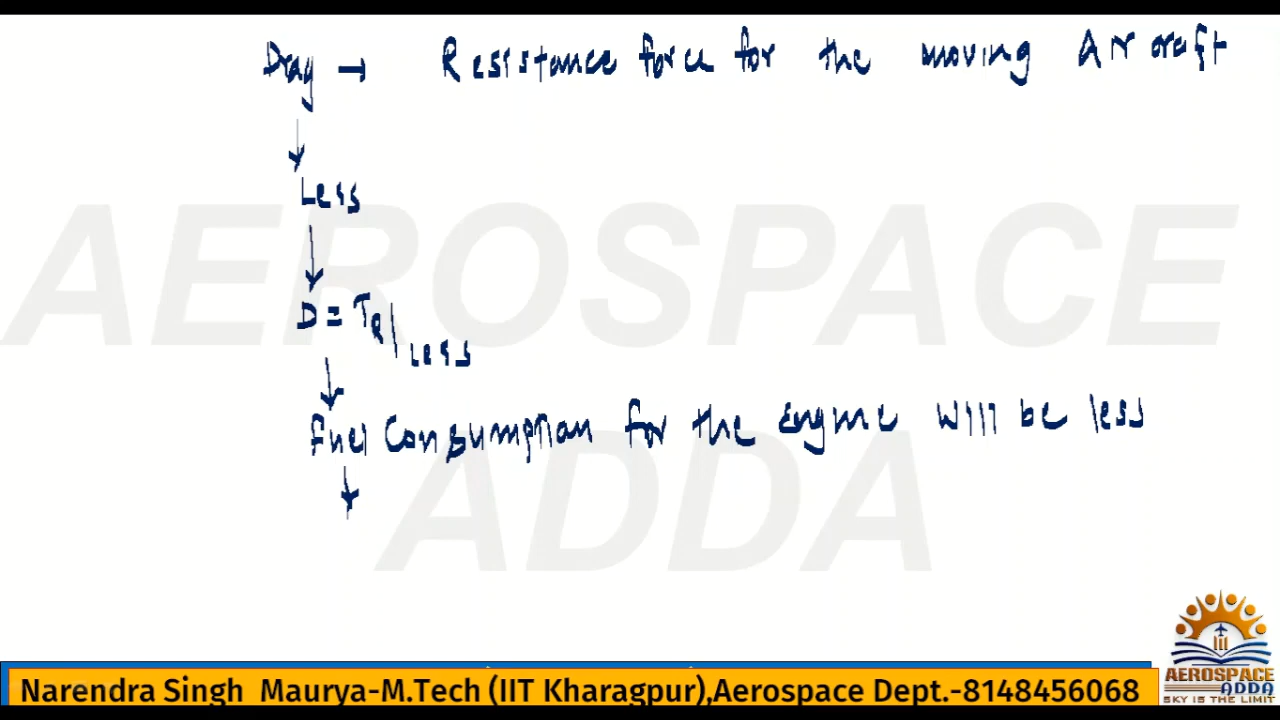 Drag → Resistance force for the moving Aircraft
↓
Less
↓
D = TR| Less
↓
Fuel Consumption for the Engine will be less
↓
AEROSPACE
ADDA
Narendra Singh Maurya-M.Tech (IIT Kharagpur),Aerospace Dept.-8148456068
AEROSPACE
ADDA
SKY IS THE LIMIT